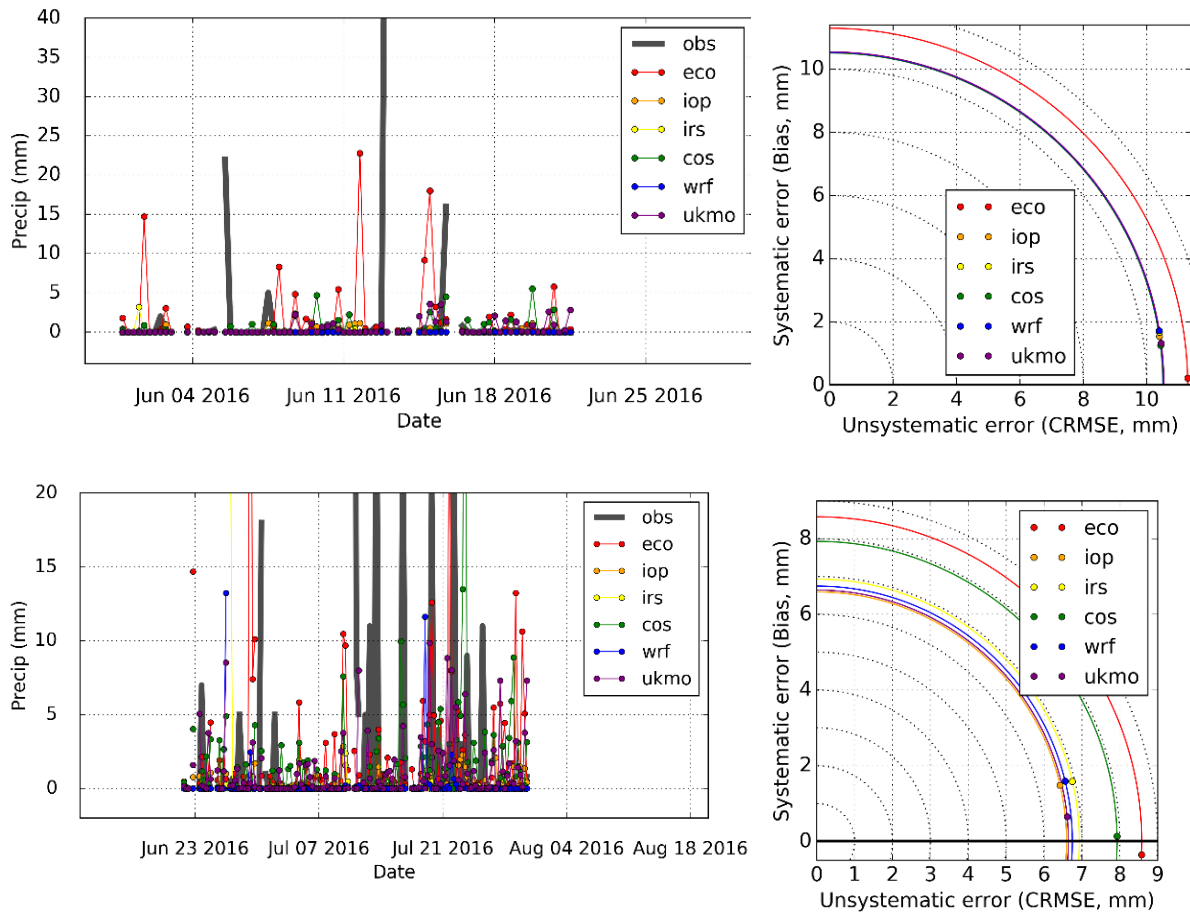 40
35
30
25
20
15
10
5
0
Precip (mm)
obs
eco
iop
irs
cos
wrf
ukmo
Jun 04 2016 Jun 11 2016 Jun 18 2016 Jun 25 2016
Date
10
8
6
4
2
0
Systematic error (Bias, mm)
eco
iop
irs
cos
wrf
ukmo
0 2 4 6 8 10
Unsystematic error (CRMSE, mm)
20
15
10
5
0
Precip (mm)
obs
eco
iop
irs
cos
wrf
ukmo
Jun 23 2016 Jul 07 2016 Jul 21 2016 Aug 04 2016 Aug 18 2016
Date
8
6
4
2
0
Systematic error (Bias, mm)
eco
iop
irs
cos
wrf
ukmo
0 1 2 3 4 5 6 7 8 9
Unsystematic error (CRMSE, mm)